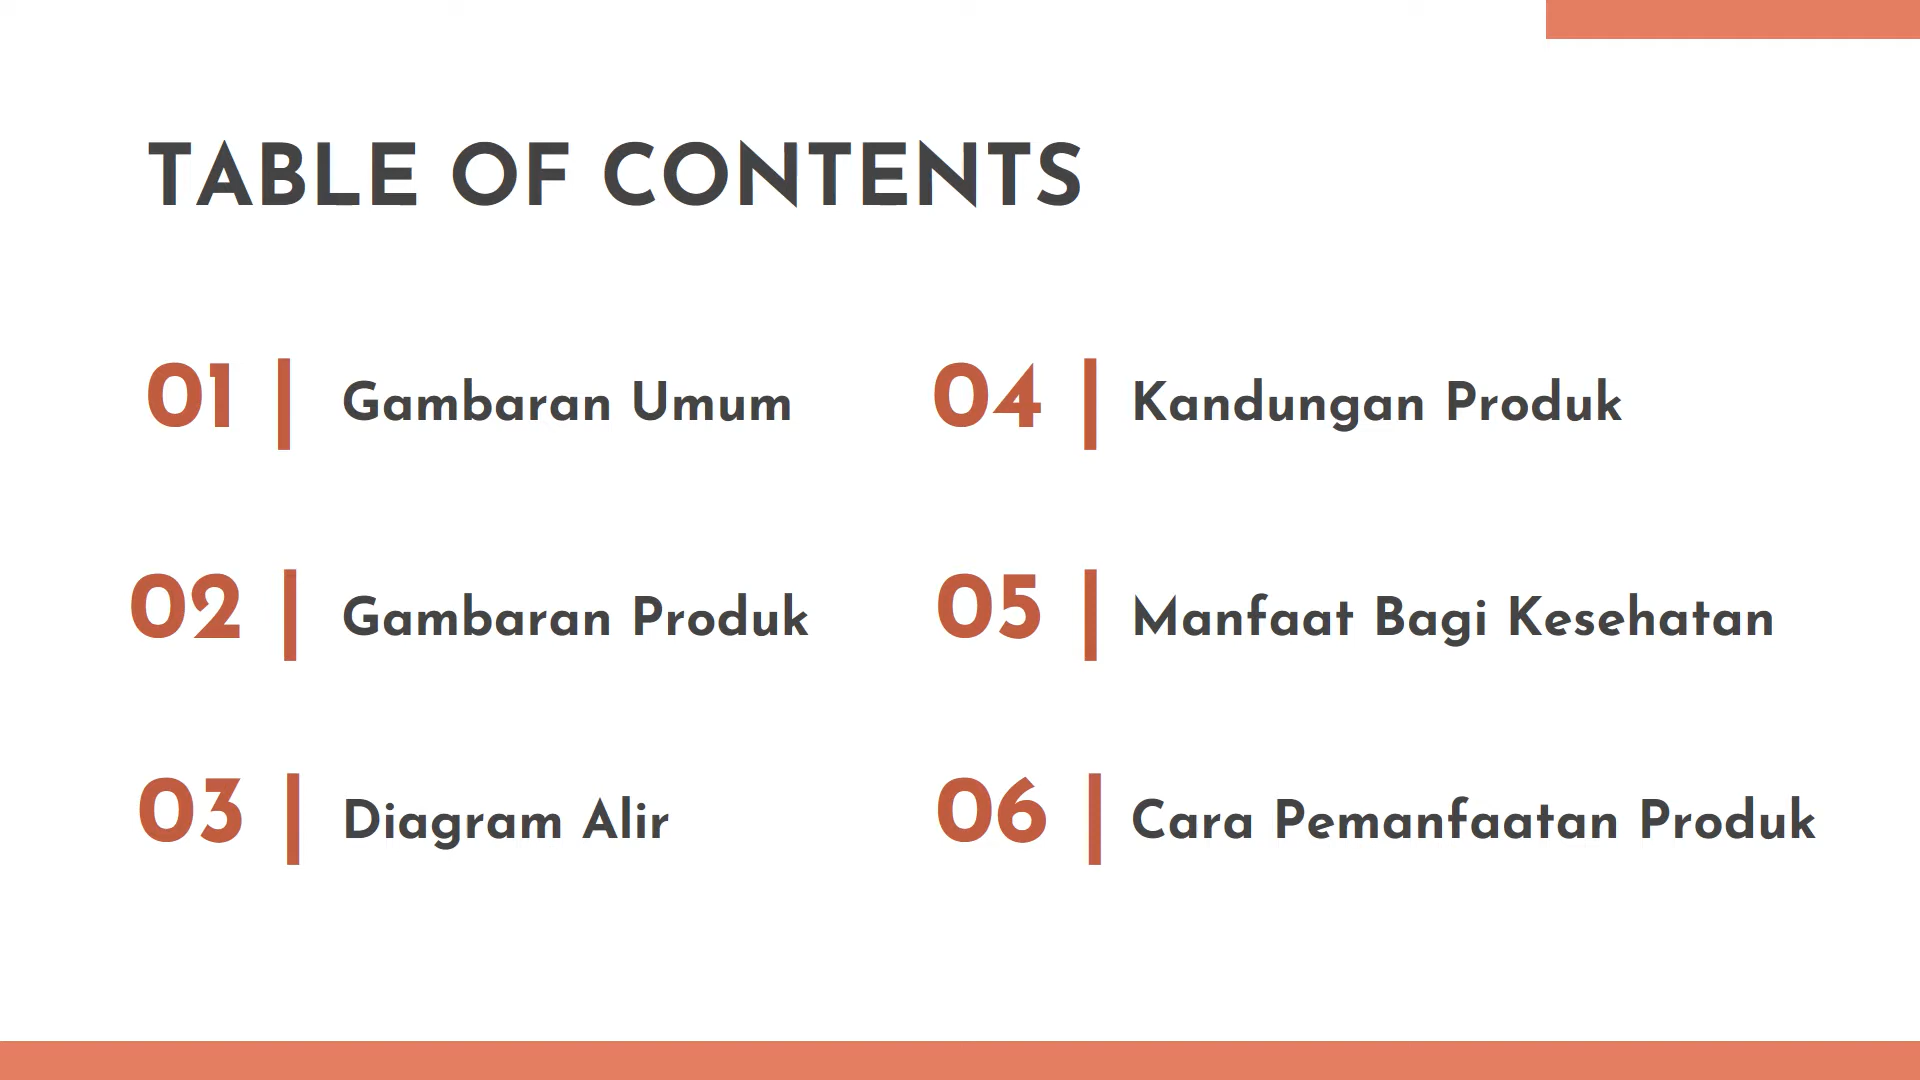 TABLE OF CONTENTS
01 | Gambaran Umum
02 | Gambaran Produk
03 | Diagram Alir
04 | Kandungan Produk
05 | Manfaat Bagi Kesehatan
06 | Cara Pemanfaatan Produk